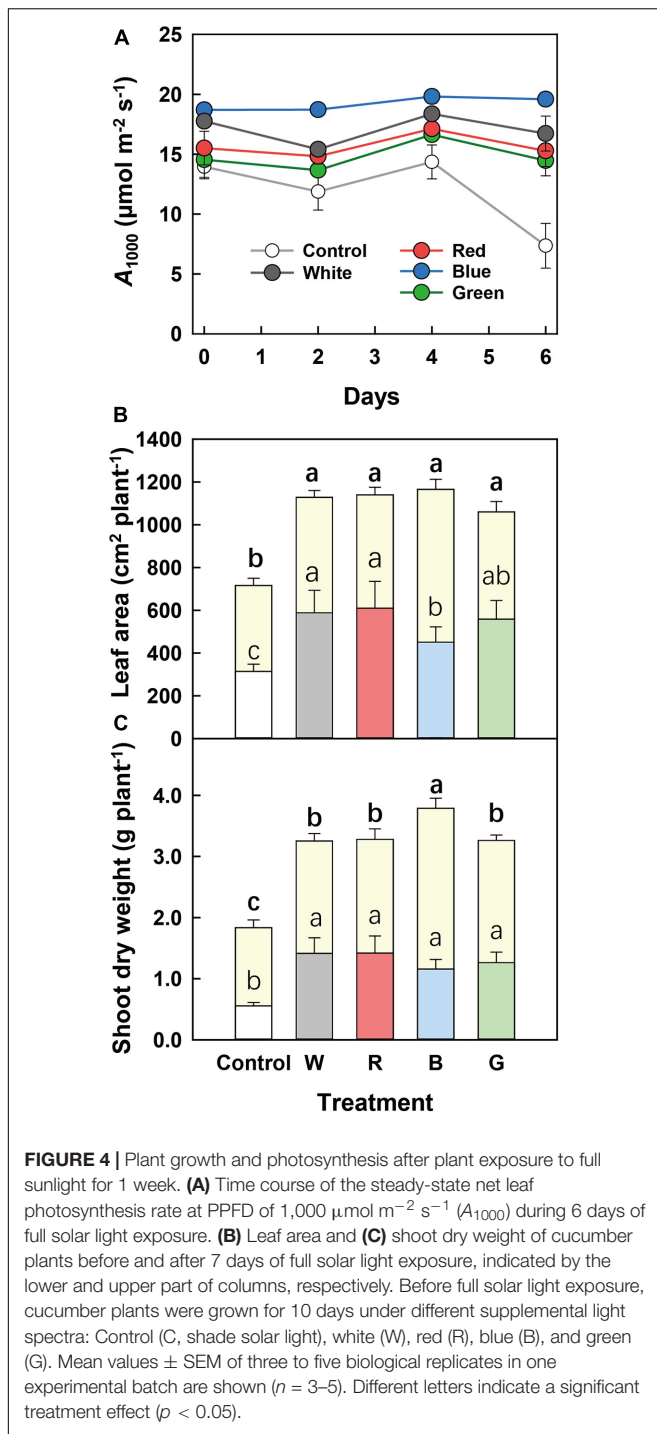 A
25
20
15
10
5
0
A1000 (μmol m-2 s-1)
Control
White
Red
Blue
Green
0 1 2 3 4 5 6
Days
B
1400
1200
1000
800
600
400
200
0
Leaf area (cm2 plant-1)
b a a a a
c a a b ab
C
4.0
3.0
2.0
1.0
0.0
Shoot dry weight (g plant-1)
c b b a b
b a a a a
Control W R B G
Treatment
FIGURE 4 | Plant growth and photosynthesis after plant exposure to full
sunlight for 1 week. (A) Time course of the steady-state net leaf
photosynthesis rate at PPFD of 1,000 μmol m−2 s−1 (A1000) during 6 days of
full solar light exposure. (B) Leaf area and (C) shoot dry weight of cucumber
plants before and after 7 days of full solar light exposure, indicated by the
lower and upper part of columns, respectively. Before full solar light exposure,
cucumber plants were grown for 10 days under different supplemental light
spectra: Control (C, shade solar light), white (W), red (R), blue (B), and green
(G). Mean values ± SEM of three to five biological replicates in one
experimental batch are shown (n = 3–5). Different letters indicate a significant
treatment effect (p < 0.05).